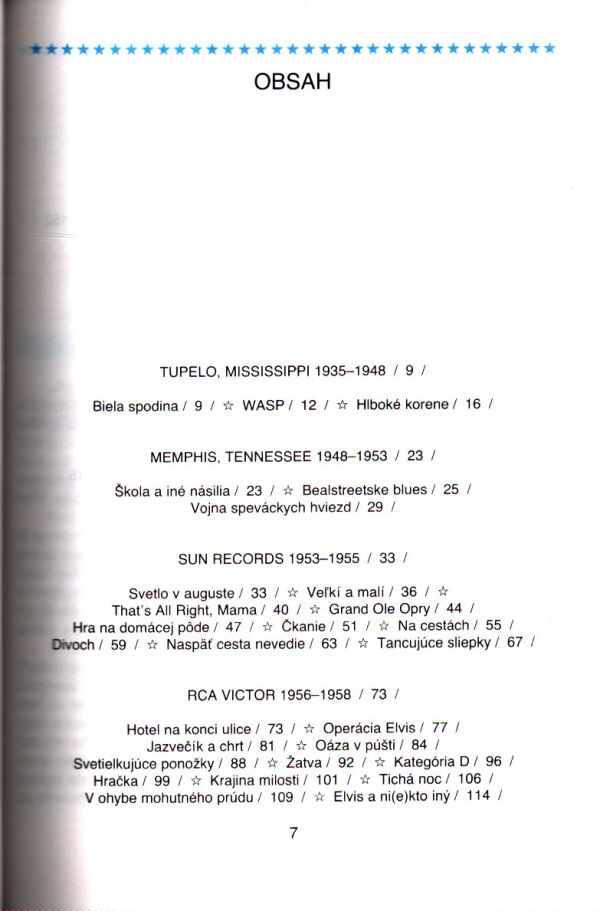 OBSAH
TUPELO, MISSISSIPPI 1935–1948 / 9 /
Biela spodina / 9 / ☆ WASP / 12 / ☆ Hlboké korene / 16 /
MEMPHIS, TENNESSEE 1948–1953 / 23 /
Škola a iné násilia / 23 / ☆ Bealstreetske blues / 25 /
Vojna speváckych hviezd / 29 /
SUN RECORDS 1953–1955 / 33 /
Svetlo v auguste / 33 / ☆ Veľkí a malí / 36 / ☆
That's All Right, Mama / 40 / ☆ Grand Ole Opry / 44 /
Hra na domácej pôde / 47 / ☆ Čkanie / 51 / ☆ Na cestách / 55 /
Divoch / 59 / ☆ Naspäť cesta nevedie / 63 / ☆ Tancujúce sliepky / 67 /
RCA VICTOR 1956–1958 / 73 /
Hotel na konci ulice / 73 / ☆ Operácia Elvis / 77 /
Jazvečík a chrt / 81 / ☆ Oáza v púšti / 84 /
Svetielkujúce ponožky / 88 / ☆ Žatva / 92 / ☆ Kategória D / 96 /
Hračka / 99 / ☆ Krajina milosti / 101 / ☆ Tichá noc / 106 /
V ohybe mohutného prúdu / 109 / ☆ Elvis a ni(e)kto iný / 114 /
7